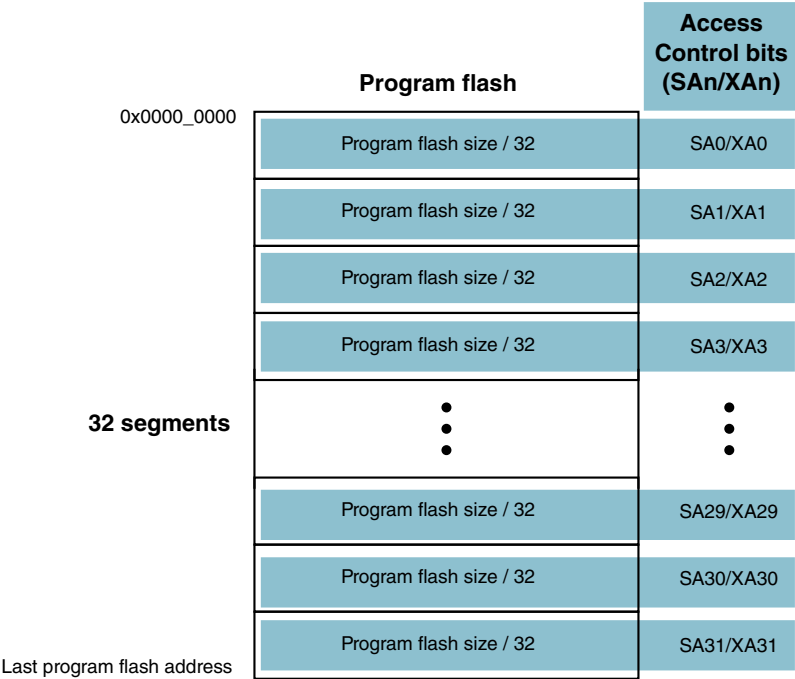 Access
Control bits
(SAn/XAn)
Program flash
0x0000_0000
Program flash size / 32 SA0/XA0
Program flash size / 32 SA1/XA1
Program flash size / 32 SA2/XA2
Program flash size / 32 SA3/XA3
32 segments
Program flash size / 32 SA29/XA29
Program flash size / 32 SA30/XA30
Program flash size / 32 SA31/XA31
Last program flash address